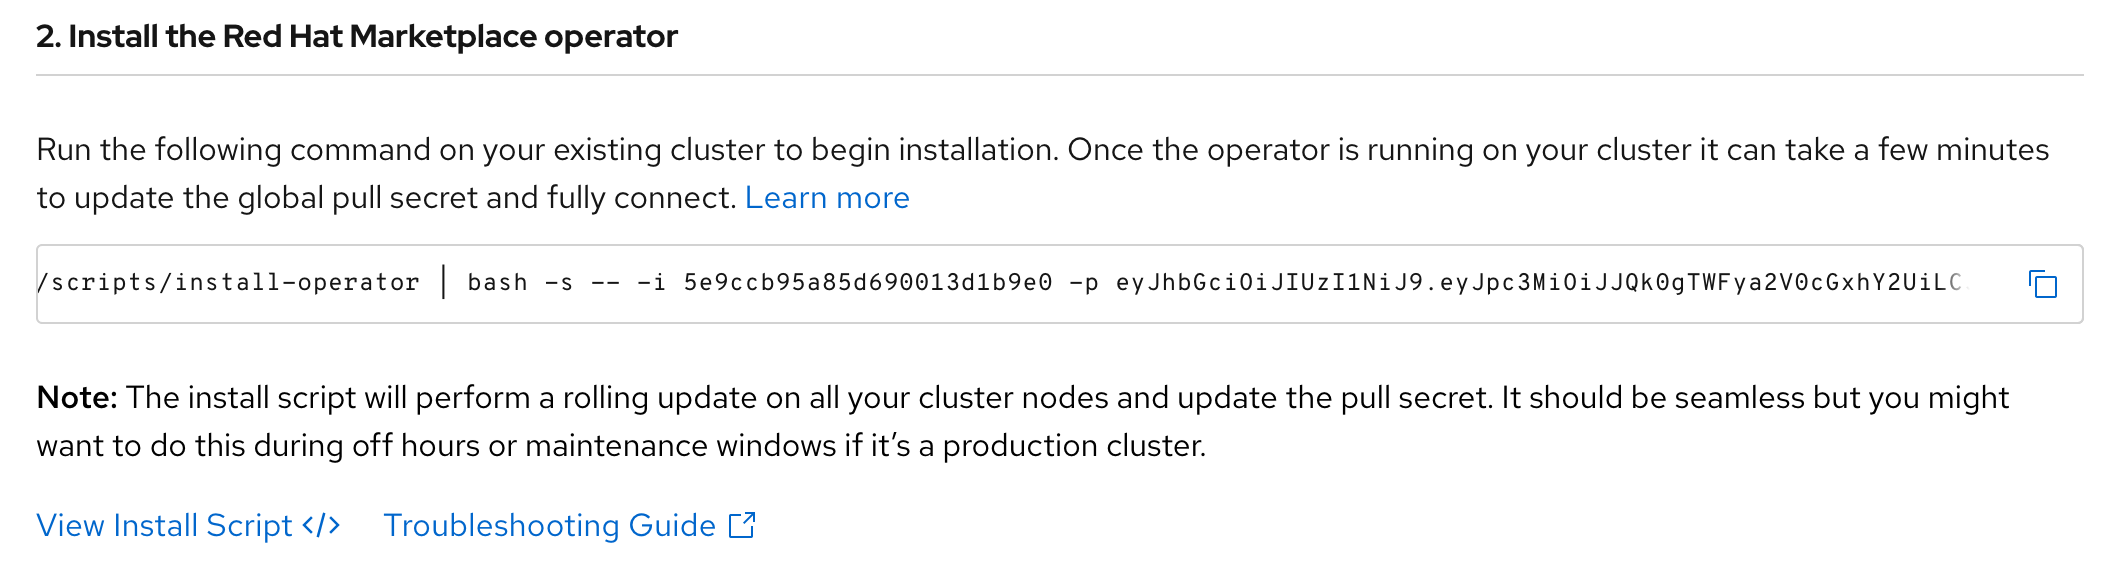 2. Install the Red Hat Marketplace operator
Run the following command on your existing cluster to begin installation. Once the operator is running on your cluster it can take a few minutes
to update the global pull secret and fully connect. Learn more
/scripts/install-operator | bash -s -- -i 5e9ccb95a85d690013d1b9e0 -p eyJhbGciOiJIUzI1NiJ9.eyJpc3MiOiJJQk0gTWFya2V0cGxhY2UiLC
Note: The install script will perform a rolling update on all your cluster nodes and update the pull secret. It should be seamless but you might
want to do this during off hours or maintenance windows if it’s a production cluster.
View Install Script </> Troubleshooting Guide